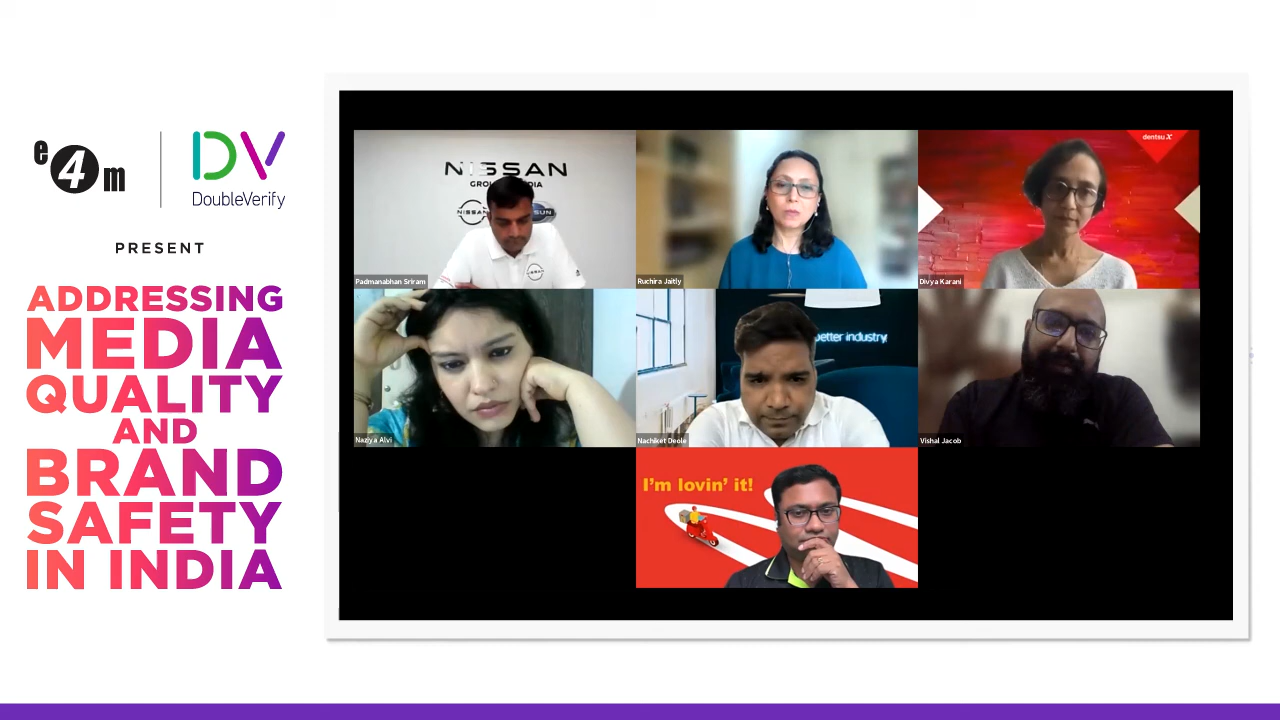 e4m
DoubleVerify
PRESENT
ADDRESSING
MEDIA
QUALITY
AND
BRAND
SAFETY
IN INDIA
NISSAN
NISSAN
Padmanabhan Sriram
Ruchira Jaitly
dentsu X
Divya Karani
Naziya Alvi
better industry.
Nachiket Deole
Vishal Jacob
I'm lovin' it!